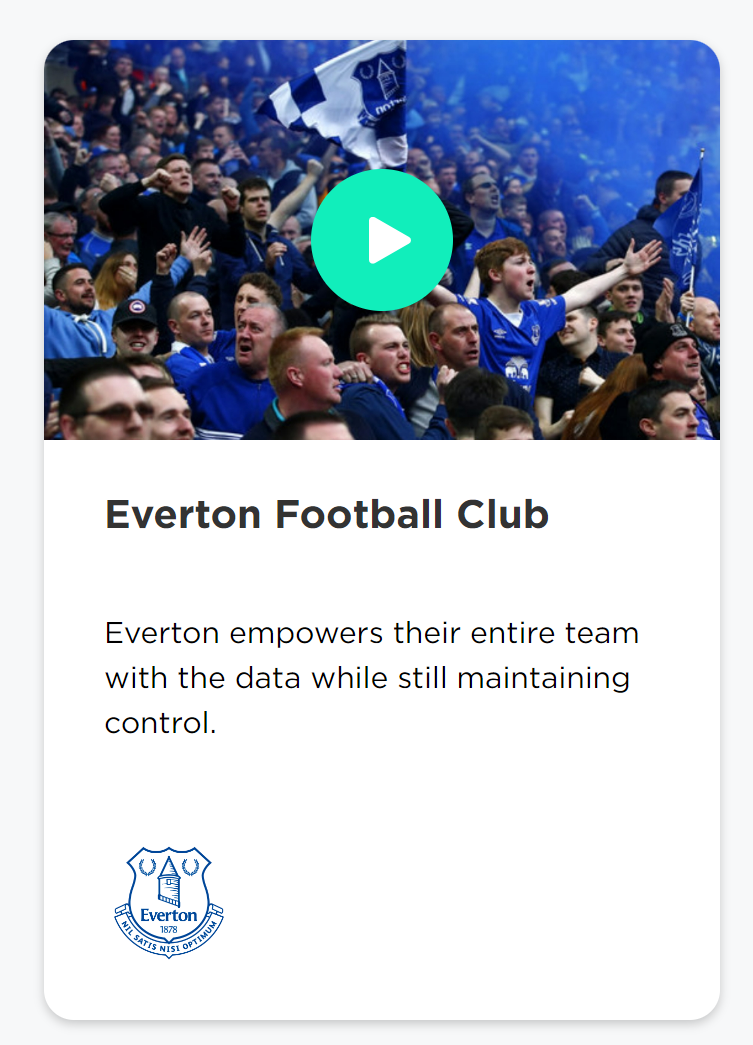 Everton Football Club
Everton empowers their entire team
with the data while still maintaining
control.
Everton
1878
NIL SATIS NISI OPTIMUM